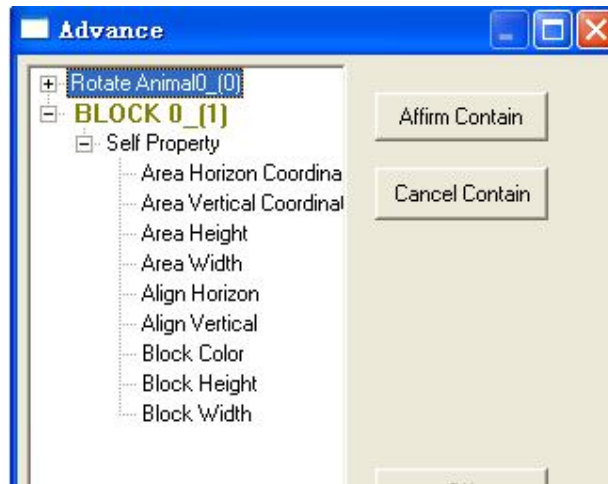 Advance
Rotate Animal0_(0)
BLOCK 0_(1)
Self Property
Area Horizon Coordina
Area Vertical Coordinat
Area Height
Area Width
Align Horizon
Align Vertical
Block Color
Block Height
Block Width
Affirm Contain
Cancel Contain